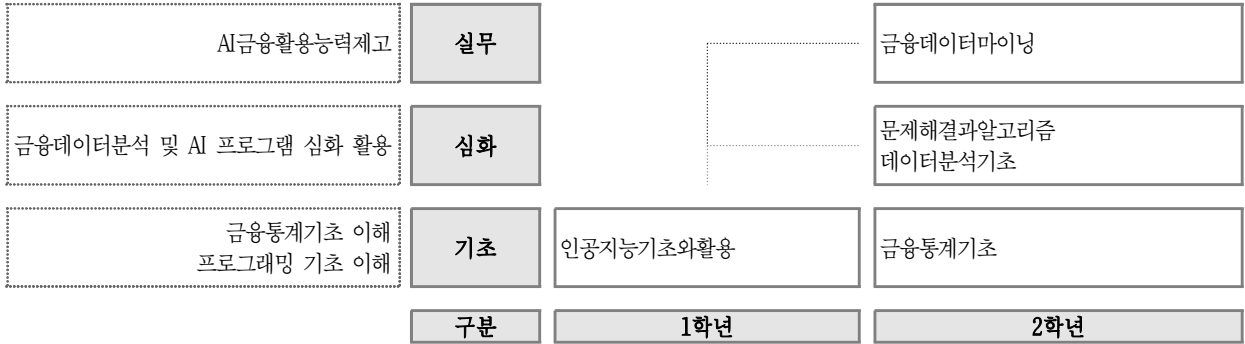 AI금융활용능력제고
실무
금융데이터마이닝
금융데이터분석 및 AI 프로그램 심화 활용
심화
문제해결과알고리즘
데이터분석기초
금융통계기초 이해
프로그래밍 기초 이해
기초
인공지능기초와활용
금융통계기초
구분
1학년
2학년